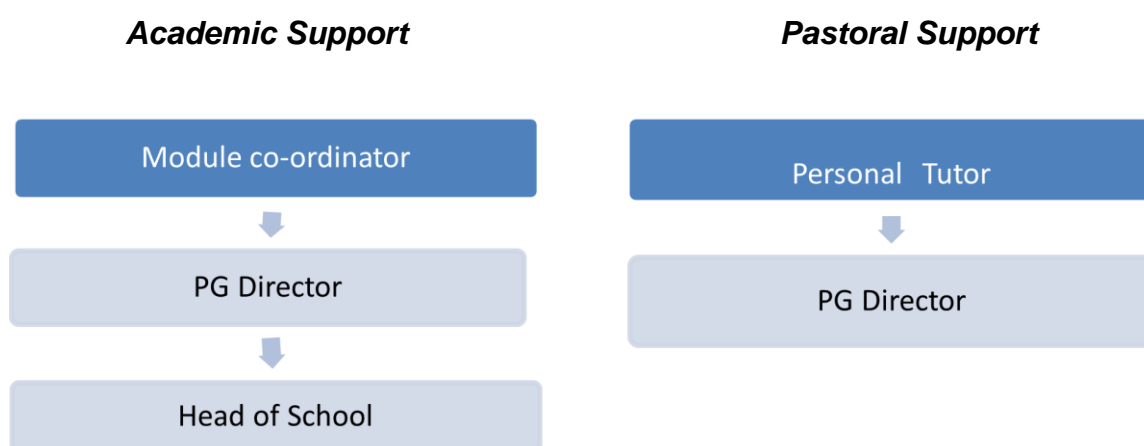 Academic Support
Pastoral Support
Module co-ordinator
Personal Tutor
PG Director
PG Director
Head of School